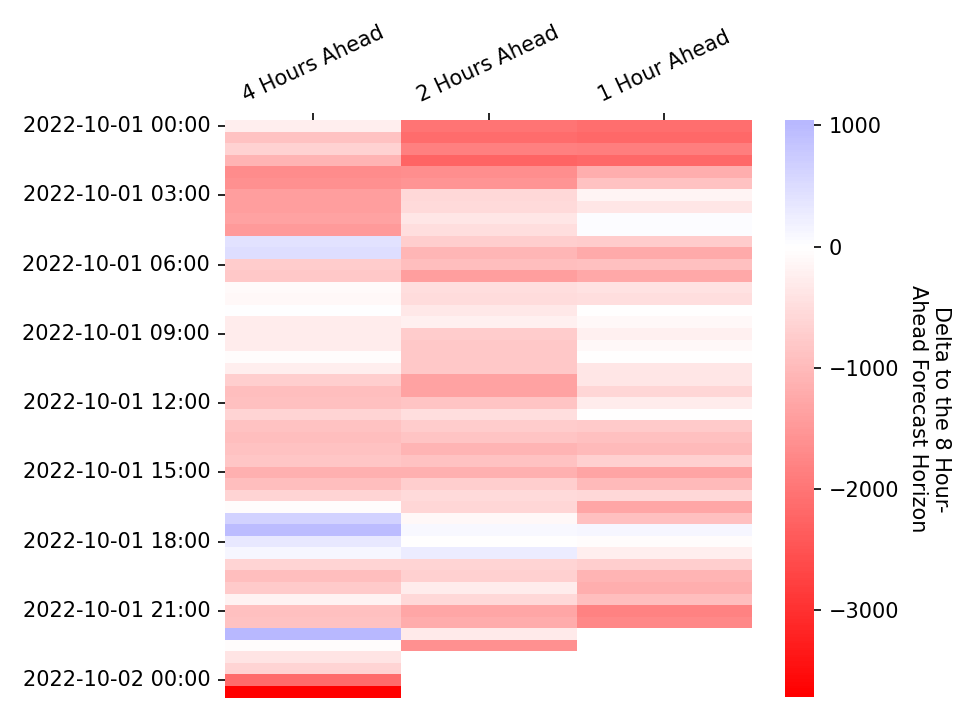 4 Hours Ahead
2 Hours Ahead
1 Hour Ahead
2022-10-01 00:00
2022-10-01 03:00
2022-10-01 06:00
2022-10-01 09:00
2022-10-01 12:00
2022-10-01 15:00
2022-10-01 18:00
2022-10-01 21:00
2022-10-02 00:00
1000
0
−1000
−2000
−3000
Delta to the 8 Hour-
Ahead Forecast Horizon